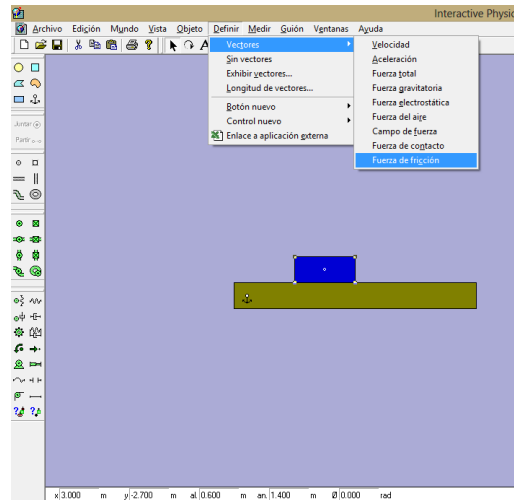 Interactive Physic
Archivo Edición Mundo Vista Objeto Definir Medir Guión Ventanas Ayuda
A
Vectores
Sin vectores
Exhibir vectores...
Longitud de vectores...
Botón nuevo
Control nuevo
Enlace a aplicación externa
Velocidad
Aceleración
Fuerza total
Fuerza gravitatoria
Fuerza electrostática
Fuerza del aire
Campo de fuerza
Fuerza de contacto
Fuerza de fricción
Juntar
Partir
x 3.000 m y -2.700 m al. 0.600 m an. 1.400 m Ø 0.000 rad